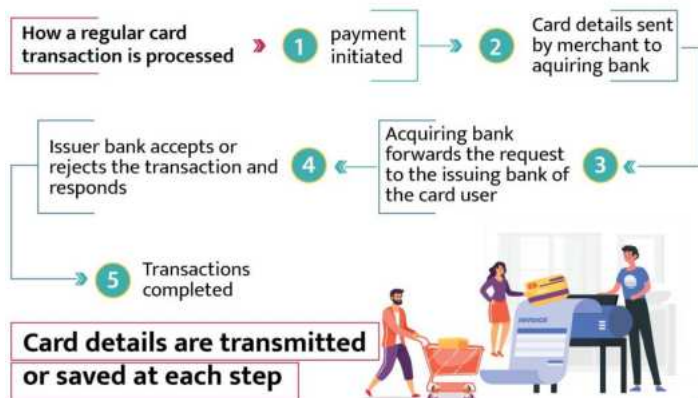 How a regular card
transaction is processed
1
payment
initiated
2
Card details sent
by merchant to
aquiring bank
3
Acquiring bank
forwards the request
to the issuing bank of
the card user
4
Issuer bank accepts or
rejects the transaction and
responds
5
Transactions
completed
Card details are transmitted
or saved at each step
INVOICE